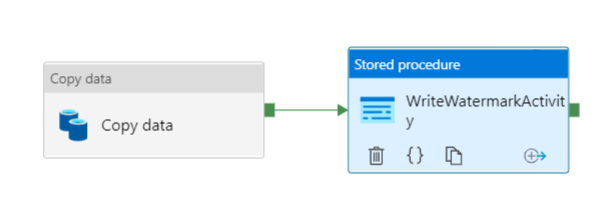 Copy data
Copy data
Stored procedure
WriteWatermarkActivit
y